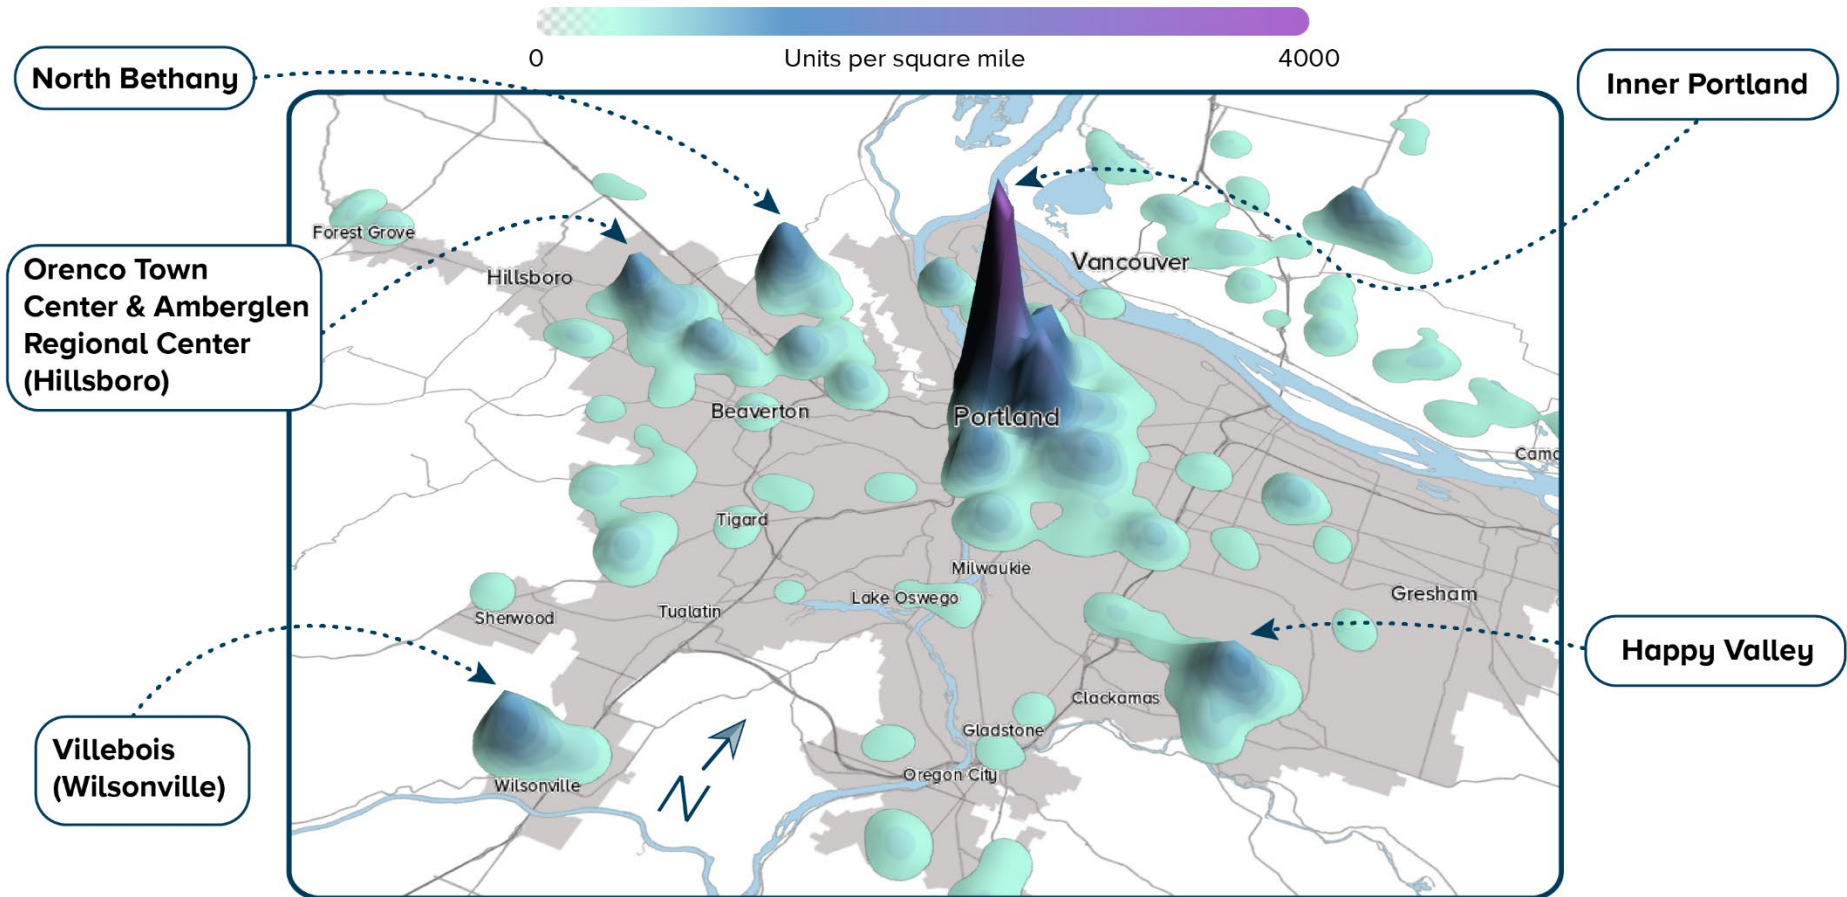 0
Units per square mile
4000
North Bethany
Inner Portland
Orenco Town
Center & Amberglen
Regional Center
(Hillsboro)
Forest Grove
Hillsboro
Vancouver
Beaverton
Portland
Camo
Tigard
Milwaukie
Lake Oswego
Gresham
Sherwood
Tualatin
Happy Valley
Clackamas
Villebois
(Wilsonville)
Gladstone
Oregon City
Wilsonville
N